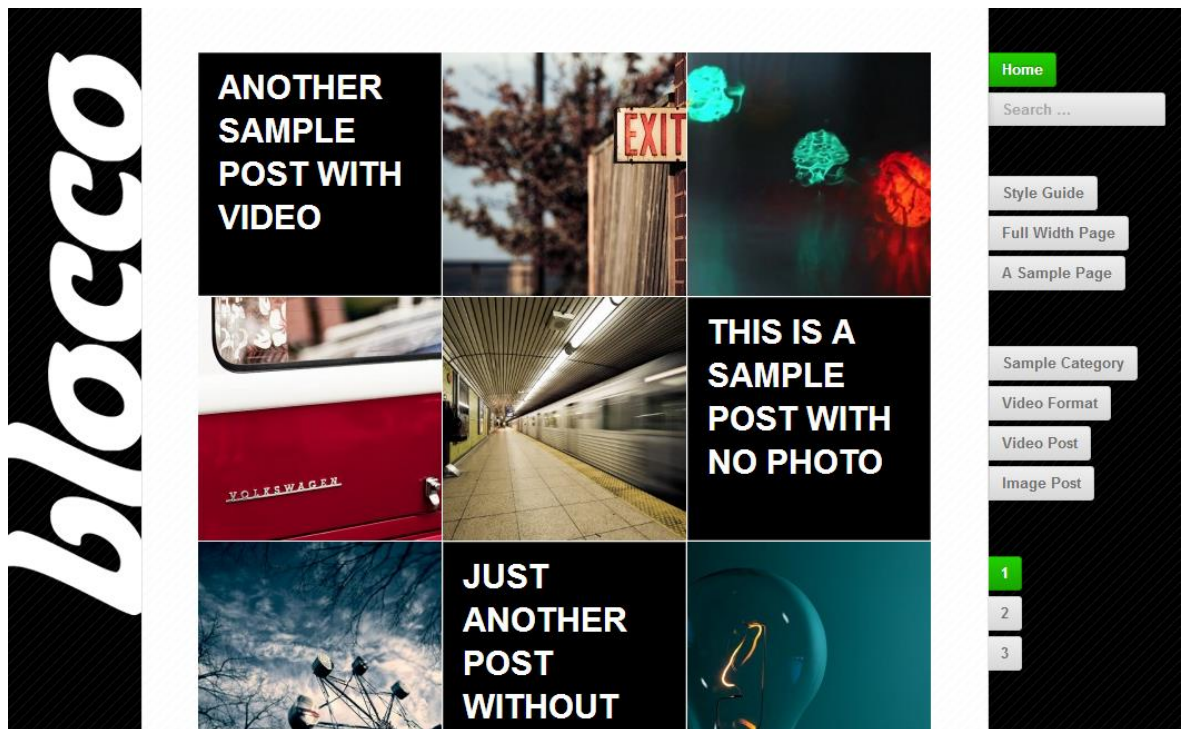 blocco
ANOTHER
SAMPLE
POST WITH
VIDEO
EXIT
VOLKSWAGEN
THIS IS A
SAMPLE
POST WITH
NO PHOTO
JUST
ANOTHER
POST
WITHOUT
Home
Search ...
Style Guide
Full Width Page
A Sample Page
Sample Category
Video Format
Video Post
Image Post
1
2
3